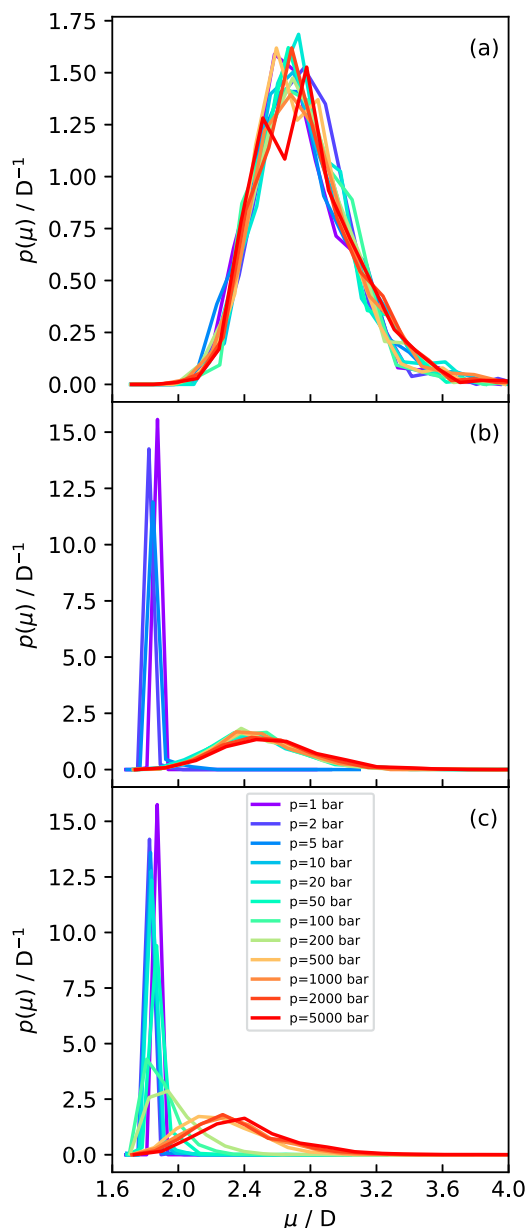 (a)
p(μ) / D⁻¹
1.75
1.50
1.25
1.00
0.75
0.50
0.25
0.00
(b)
p(μ) / D⁻¹
15.0
12.5
10.0
7.5
5.0
2.5
0.0
(c)
p(μ) / D⁻¹
15.0
12.5
10.0
7.5
5.0
2.5
0.0
p=1 bar
p=2 bar
p=5 bar
p=10 bar
p=20 bar
p=50 bar
p=100 bar
p=200 bar
p=500 bar
p=1000 bar
p=2000 bar
p=5000 bar
1.6 2.0 2.4 2.8 3.2 3.6 4.0
μ / D